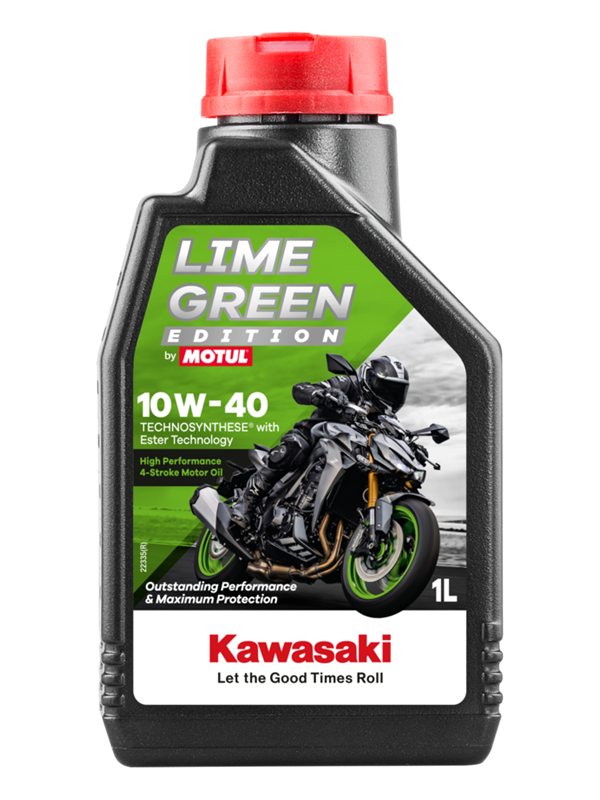 LIME
GREEN
EDITION
by MOTUL
10W-40
TECHNOSYNTHESE® with
Ester Technology
High Performance
4-Stroke Motor Oil
22335(R)
Outstanding Performance
& Maximum Protection
1L
Kawasaki
Let the Good Times Roll